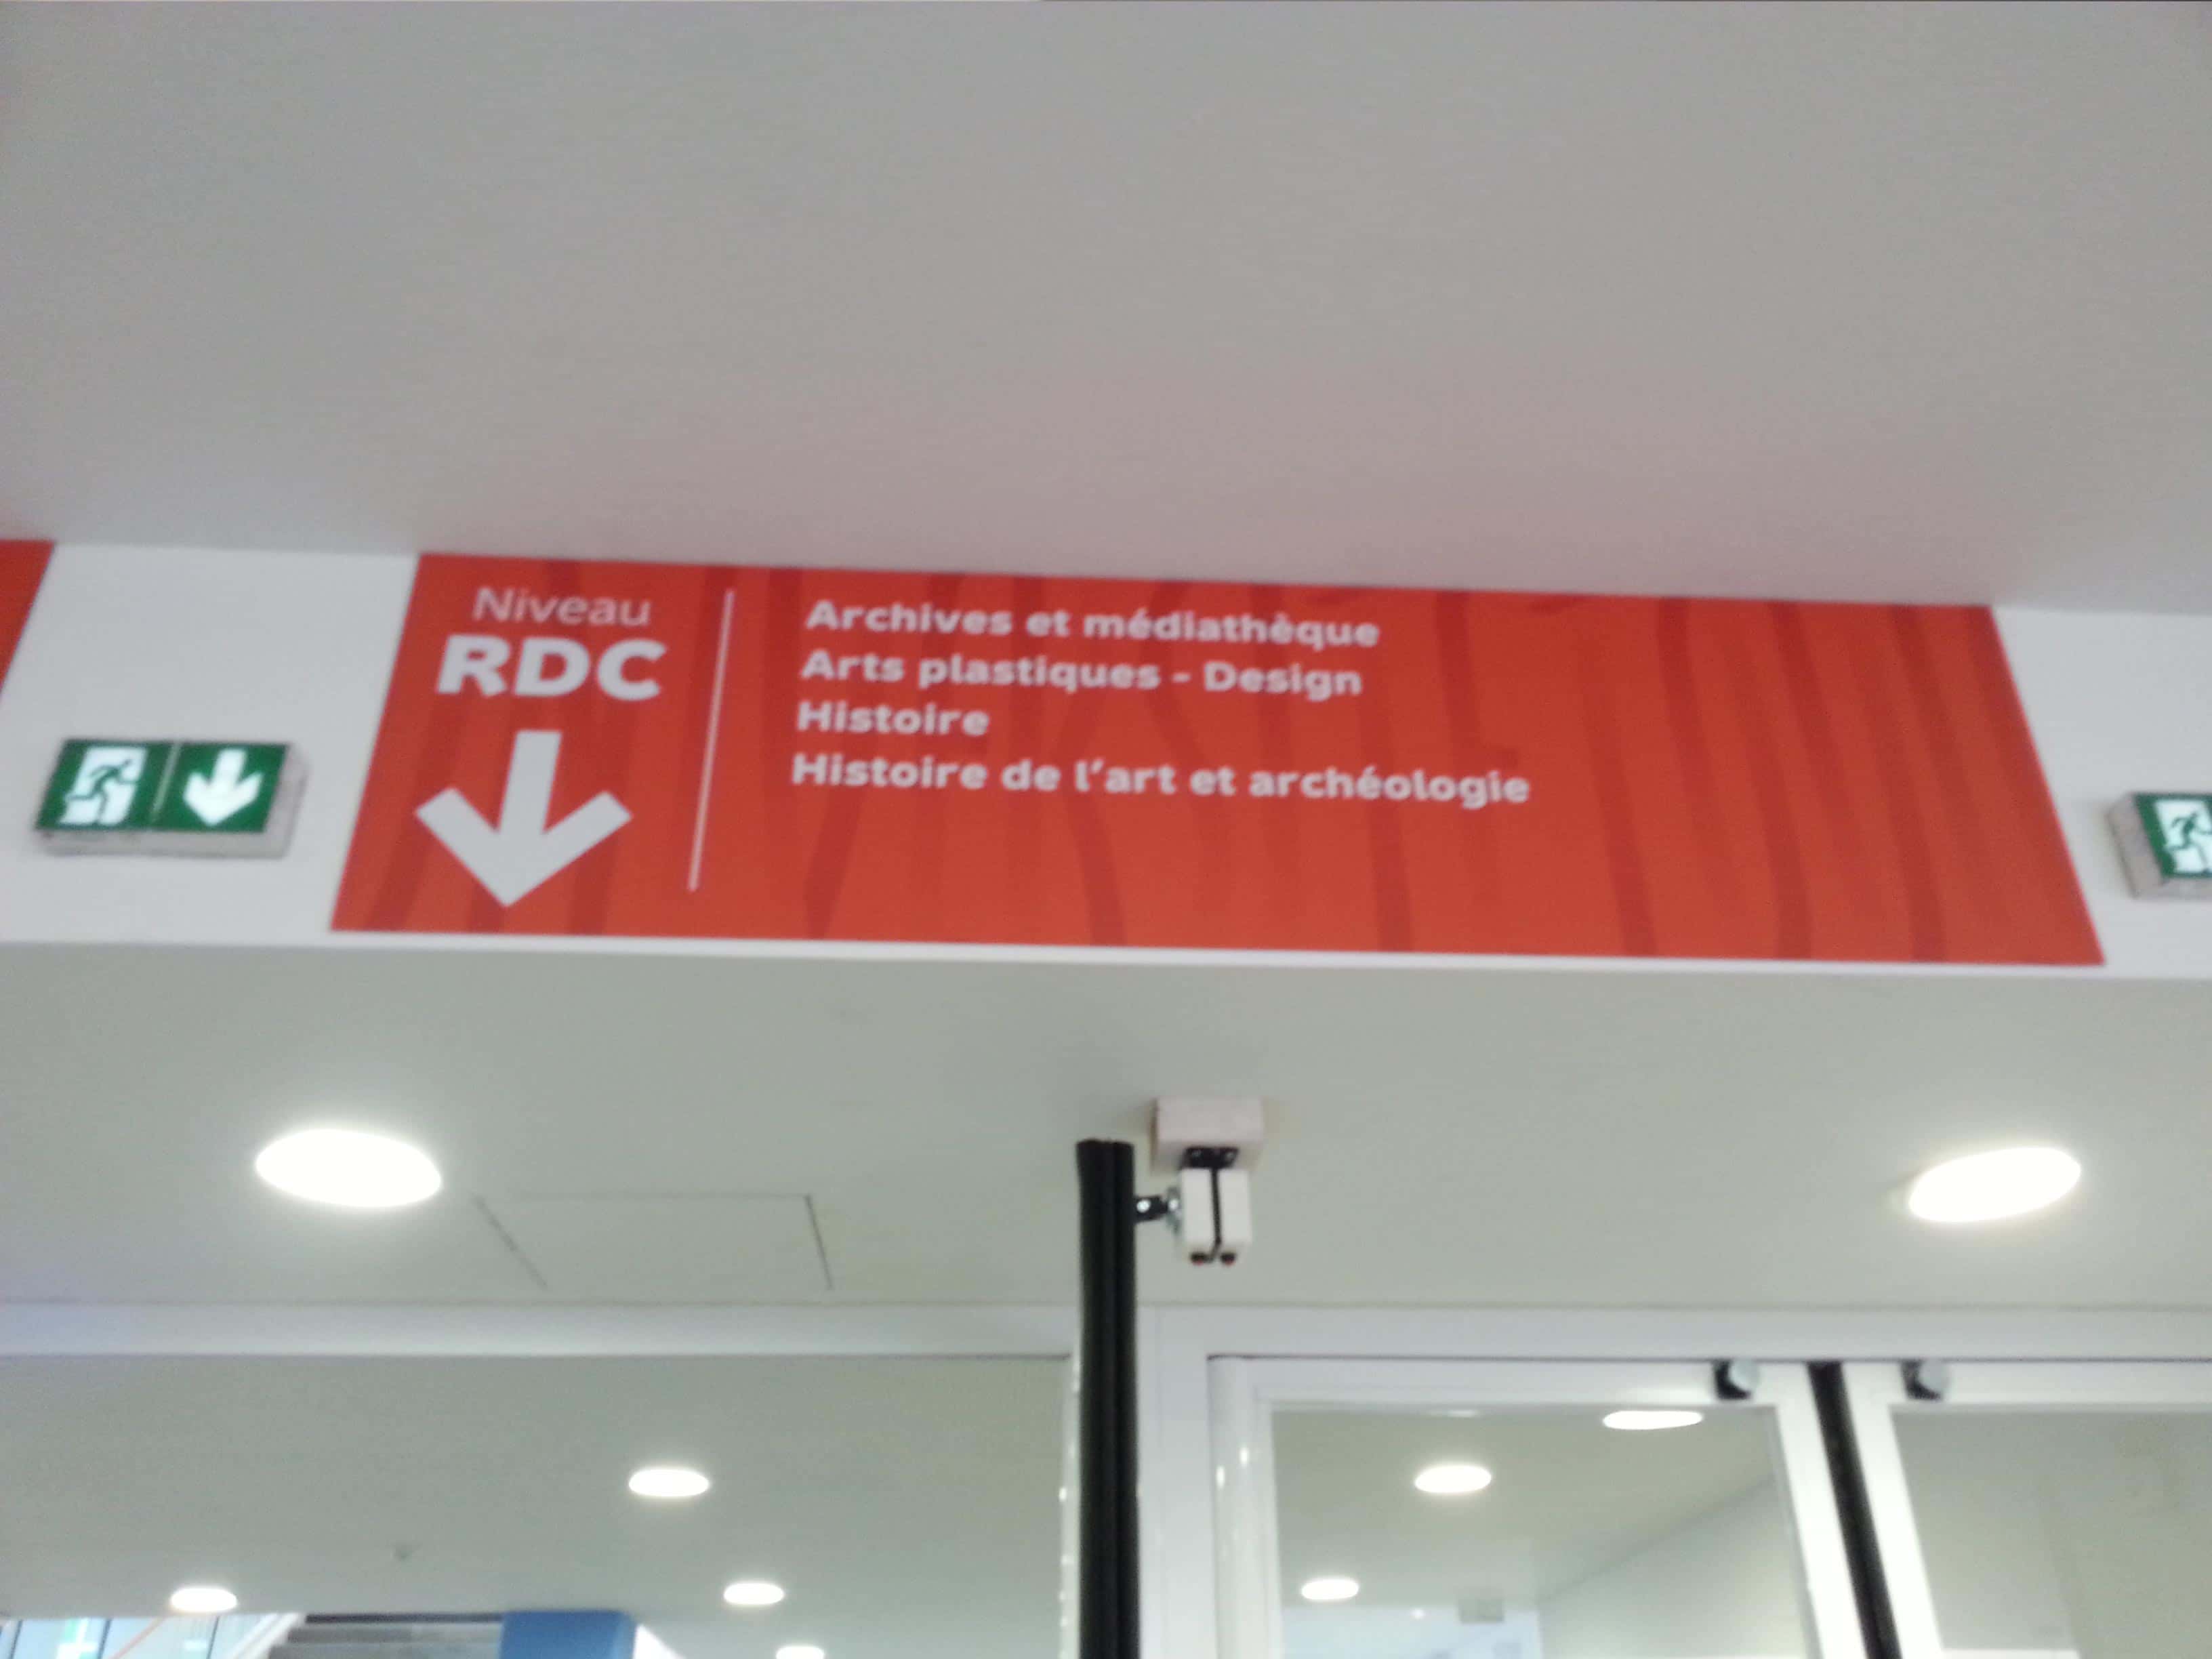 Niveau
RDC
Archives et médiathèque
Arts plastiques - Design
Histoire
Histoire de l'art et archéologie